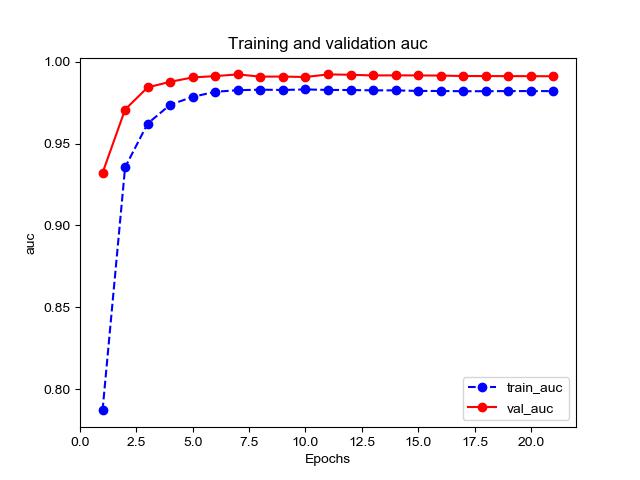 Training and validation auc
1.00
0.95
0.90
0.85
0.80
auc
0.0 2.5 5.0 7.5 10.0 12.5 15.0 17.5 20.0
Epochs
train_auc
val_auc